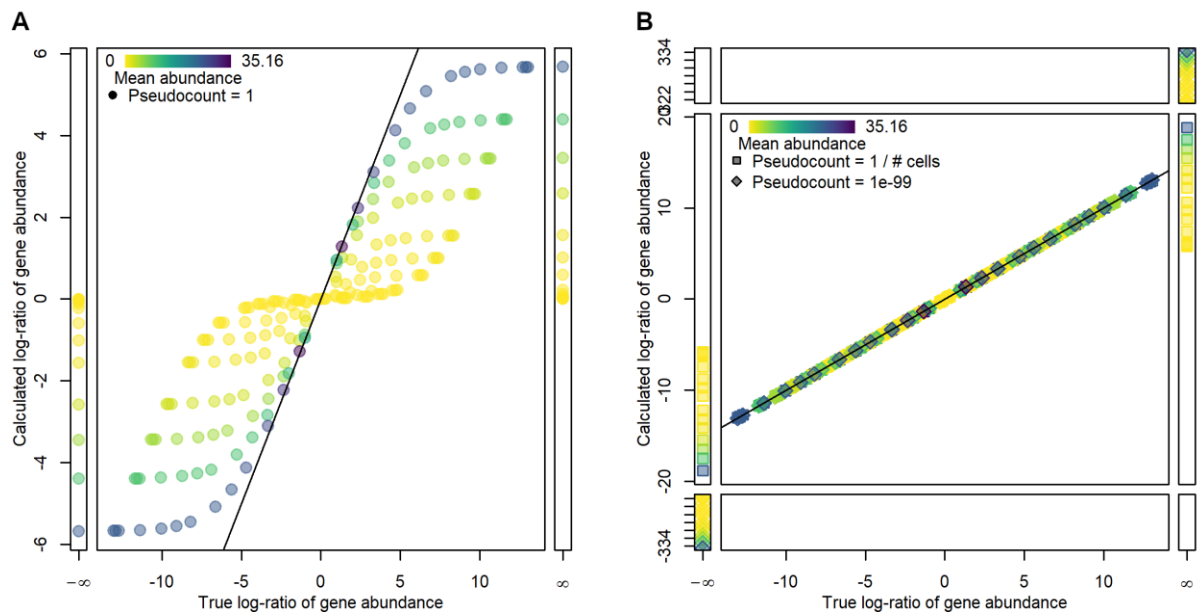 A
0 35.16
Mean abundance
Pseudocount = 1
Calculated log-ratio of gene abundance
6
4
2
0
-2
-4
-6
−∞ -10 -5 0 5 10 ∞
True log-ratio of gene abundance
B
334
20
0 35.16
Mean abundance
Pseudocount = 1 / # cells
Pseudocount = 1e-99
Calculated log-ratio of gene abundance
10
0
-10
-20
-334
−∞ -10 -5 0 5 10 ∞
True log-ratio of gene abundance